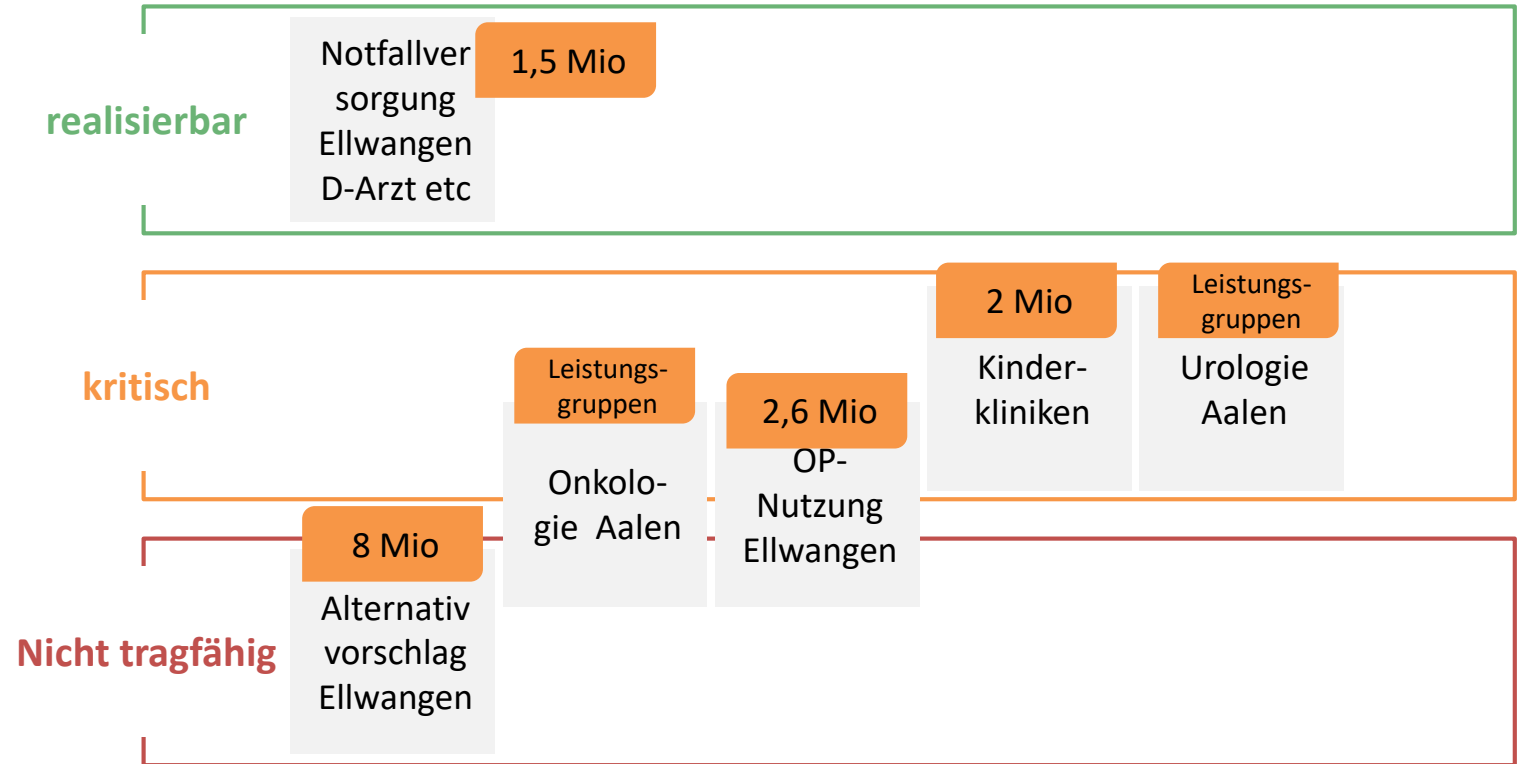 realisierbar
Notfallver
sorgung
Ellwangen
D-Arzt etc
1,5 Mio
kritisch
Leistungs-
gruppen
Onkolo-
gie Aalen
2,6 Mio
OP-
Nutzung
Ellwangen
2 Mio
Kinder-
kliniken
Leistungs-
gruppen
Urologie
Aalen
Nicht tragfähig
8 Mio
Alternativ
vorschlag
Ellwangen